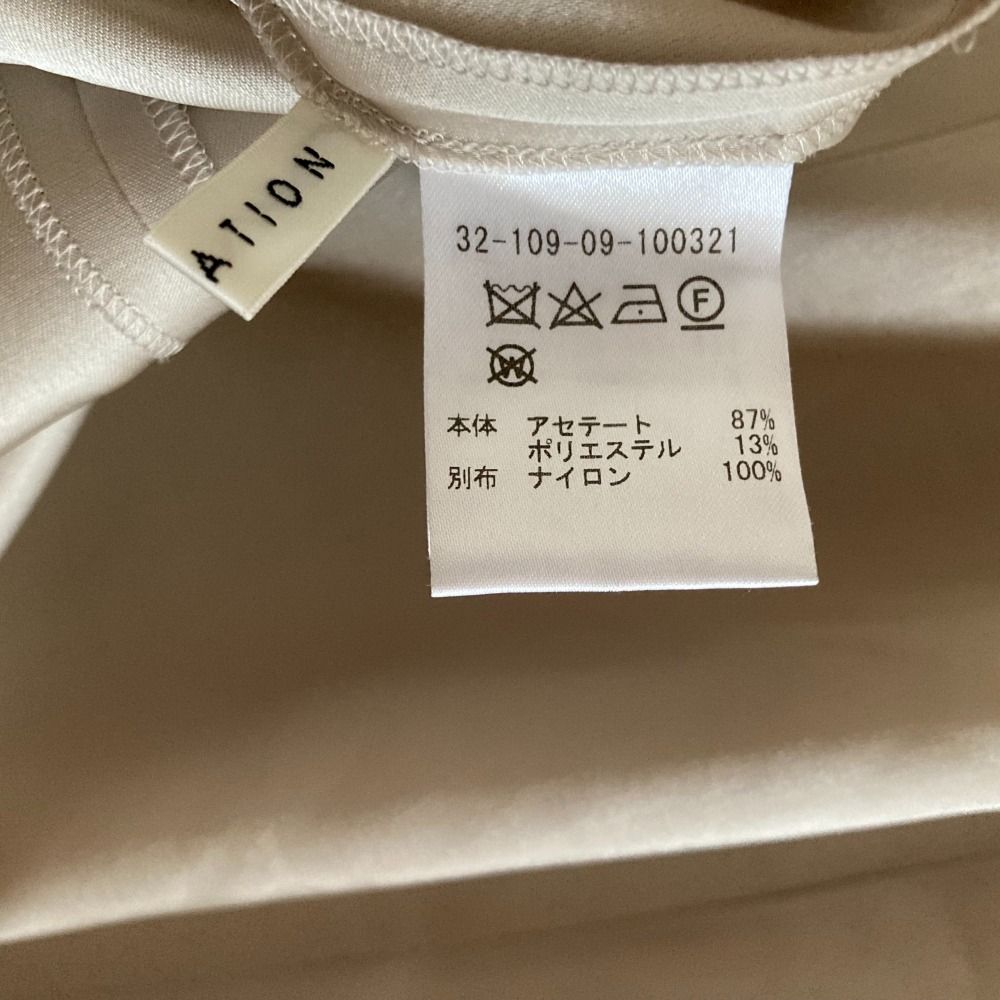 ATION
32-109-09-100321
F
W
本体 アセテート 87%
ポリエステル 13%
別布 ナイロン 100%